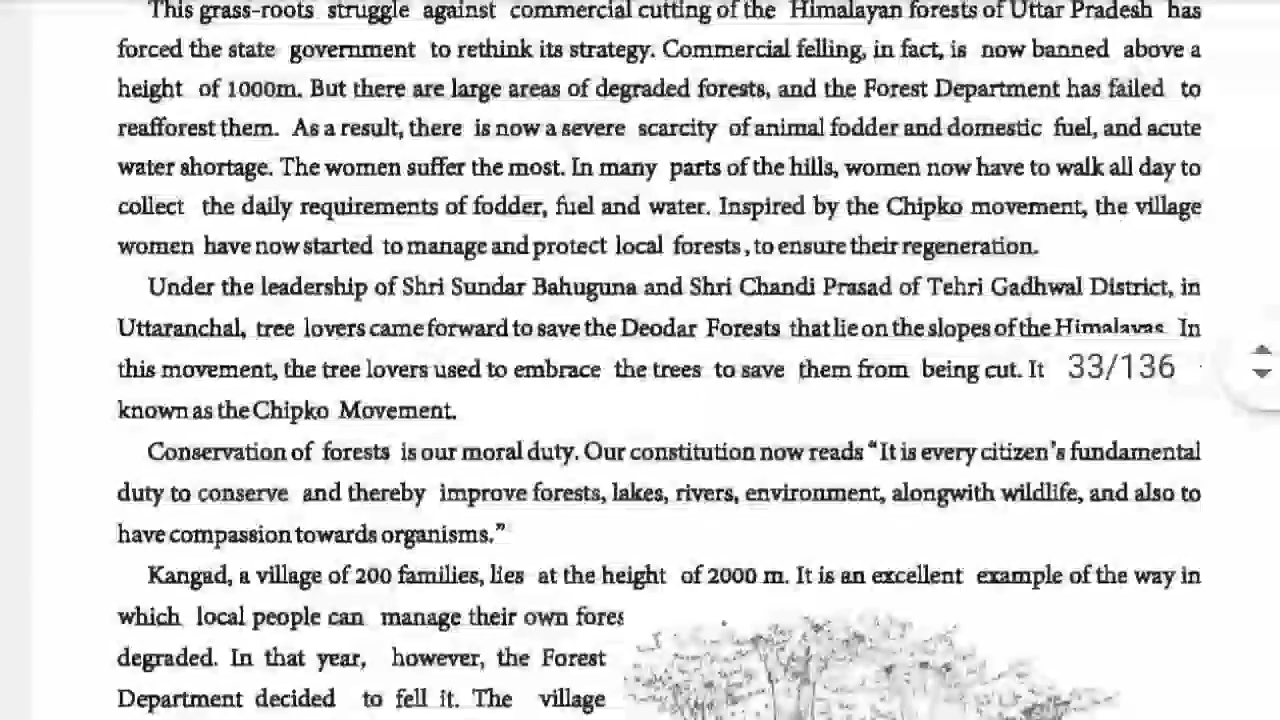 This grass-roots struggle against commercial cutting of the Himalayan forests of Uttar Pradesh has
forced the state government to rethink its strategy. Commercial felling, in fact, is now banned above a
height of 1000m. But there are large areas of degraded forests, and the Forest Department has failed to
reafforest them. As a result, there is now a severe scarcity of animal fodder and domestic fuel, and acute
water shortage. The women suffer the most. In many parts of the hills, women now have to walk all day to
collect the daily requirements of fodder, fuel and water. Inspired by the Chipko movement, the village
women have now started to manage and protect local forests, to ensure their regeneration.
Under the leadership of Shri Sundar Bahuguna and Shri Chandi Prasad of Tehri Gadhwal District, in
Uttaranchal, tree lovers came forward to save the Deodar Forests that lie on the slopes of the Himalayas In
this movement, the tree lovers used to embrace the trees to save them from being cut. It 33/136
known as the Chipko Movement.
Conservation of forests is our moral duty. Our constitution now reads “It is every citizen's fundamental
duty to conserve and thereby improve forests, lakes, rivers, environment, alongwith wildlife, and also to
have compassion towards organisms.”
Kangad, a village of 200 families, lies at the height of 2000 m. It is an excellent example of the way in
which local people can manage their own fores
degraded. In that year, however, the Forest
Department decided to fell it. The village